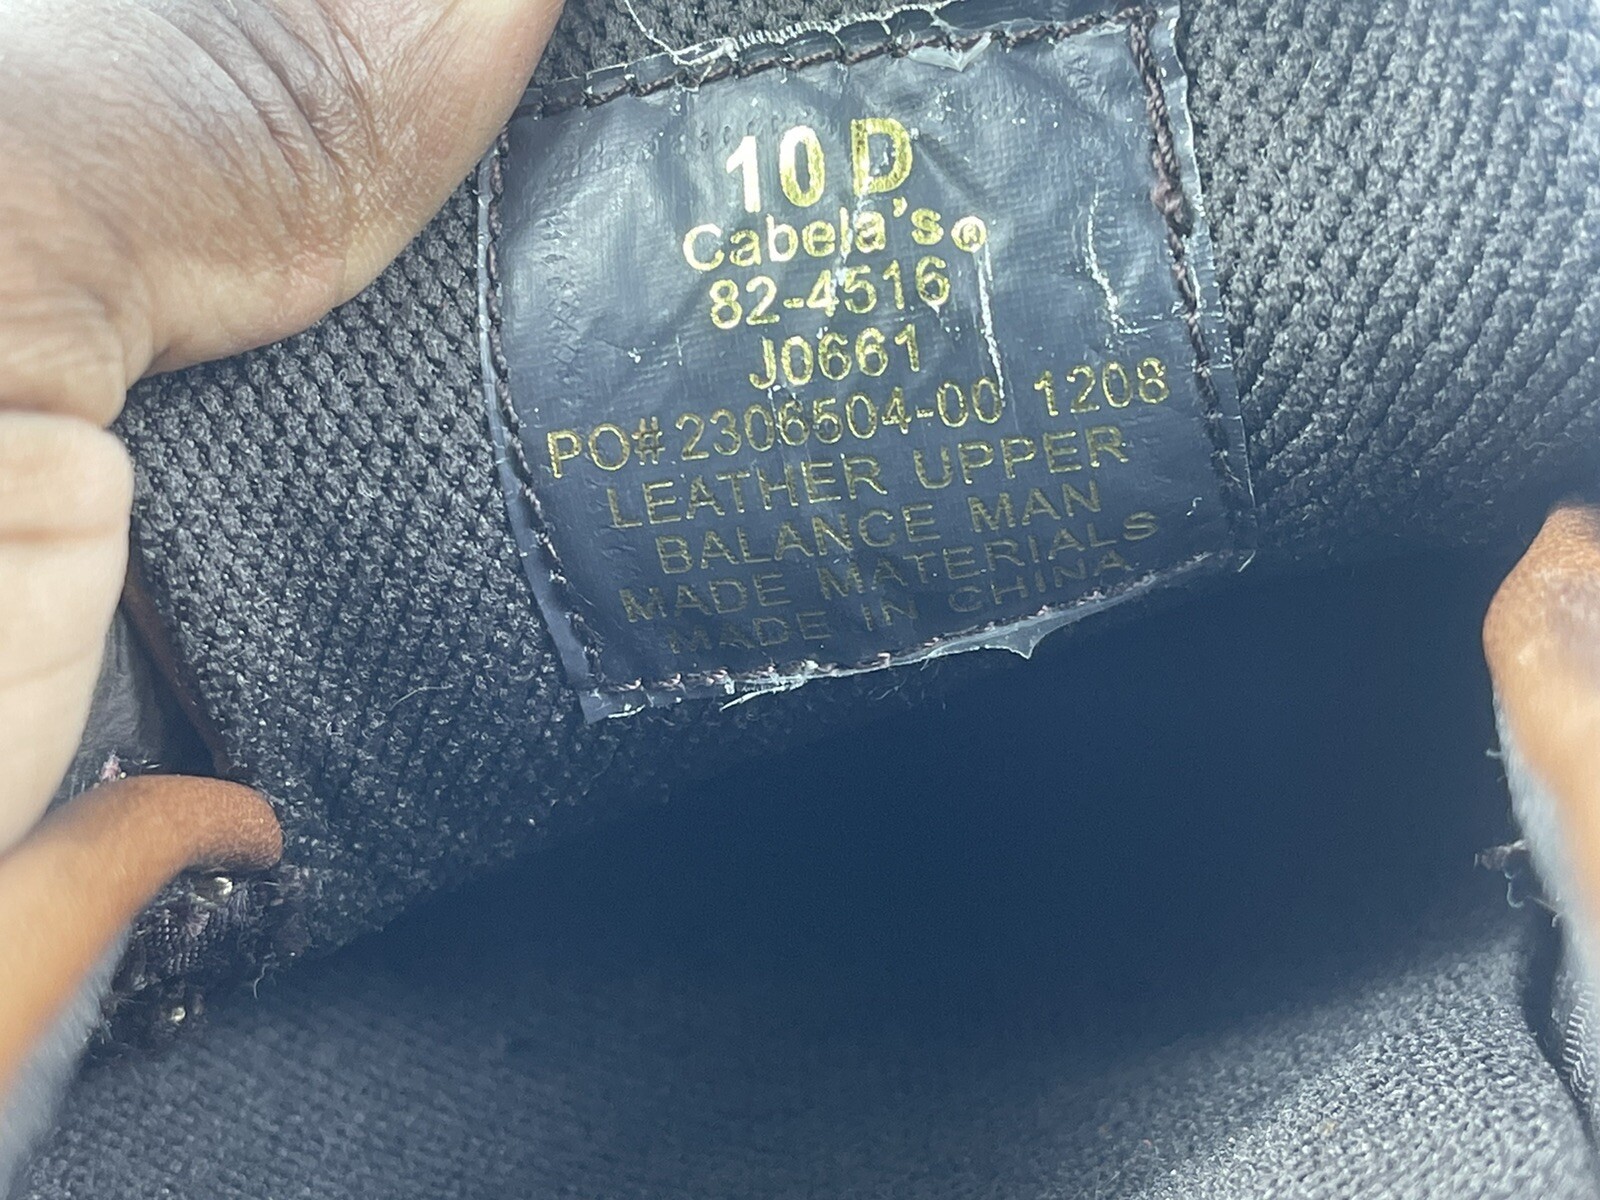 10 D
Cabela's®
82-4516
J0661
PO# 2306504-00 1208
LEATHER UPPER
BALANCE MAN
MADE MATERIALS
MADE IN CHINA